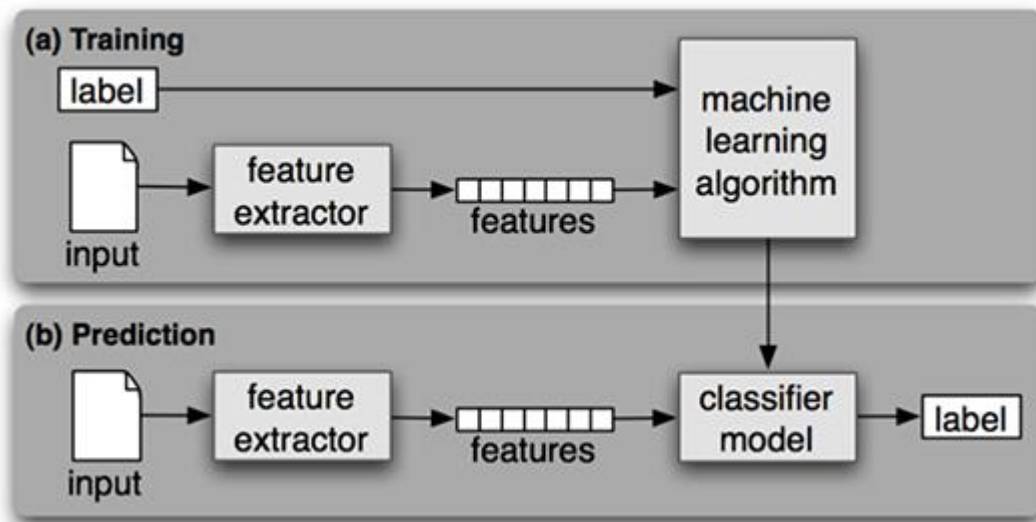 (a) Training
label
machine
learning
algorithm
feature
extractor
features
input
(b) Prediction
feature
extractor
features
input
classifier
model
label